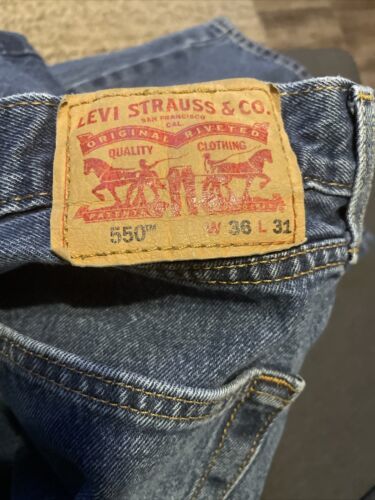 LEVI STRAUSS & CO.
SAN FRANCISCO
CAL.
ORIGINAL RIVETED
QUALITY CLOTHING
550™ W 36 L 31